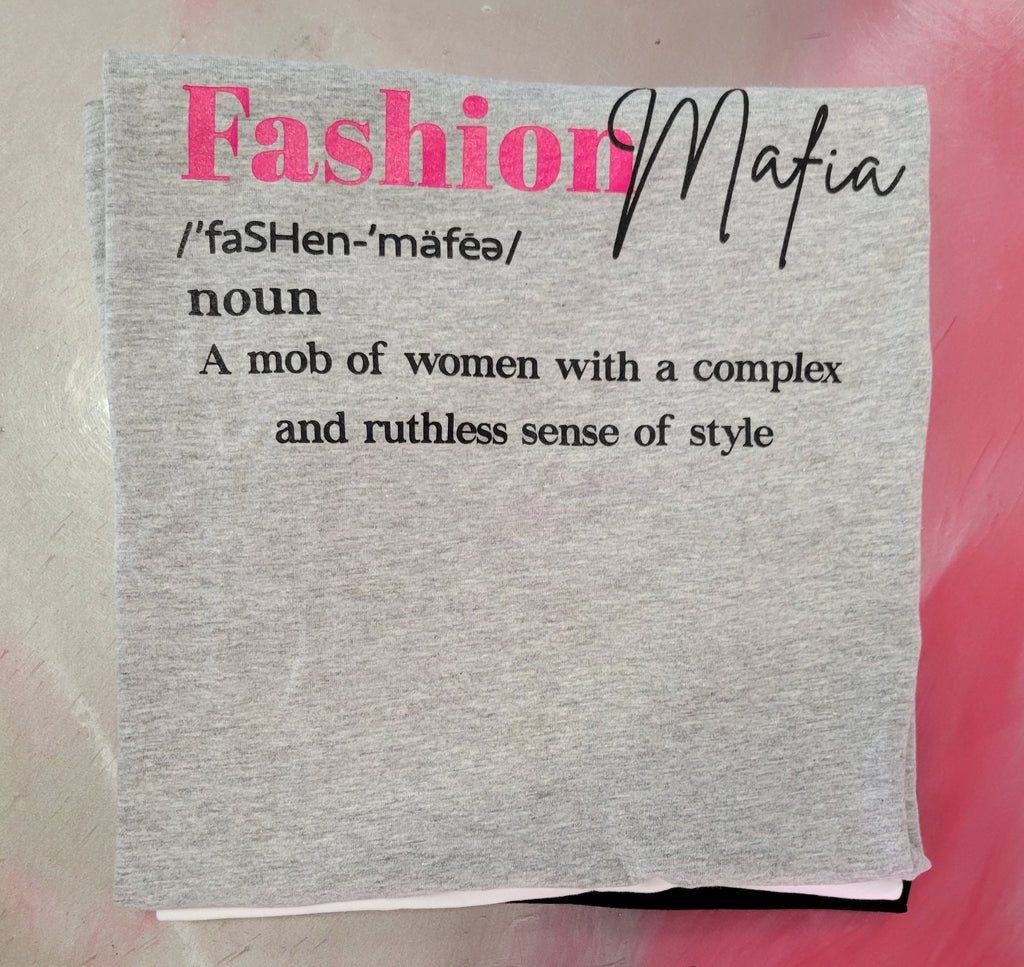 Fashion Mafia
/'faSHen-'mäfēə/
noun
A mob of women with a complex
and ruthless sense of style